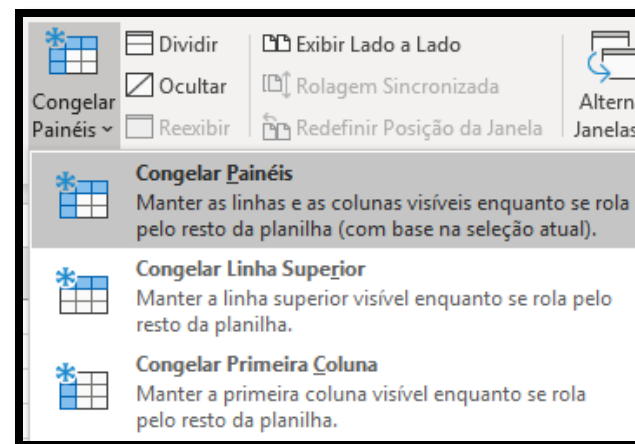 Congelar
Painéis
Dividir
Ocultar
Reexibir
Exibir Lado a Lado
Rolagem Sincronizada
Redefinir Posição da Janela
Altern
Janelas
Congelar Painéis
Manter as linhas e as colunas visíveis enquanto se rola
pelo resto da planilha (com base na seleção atual).
Congelar Linha Superior
Manter a linha superior visível enquanto se rola pelo
resto da planilha.
Congelar Primeira Coluna
Manter a primeira coluna visível enquanto se rola
pelo resto da planilha.